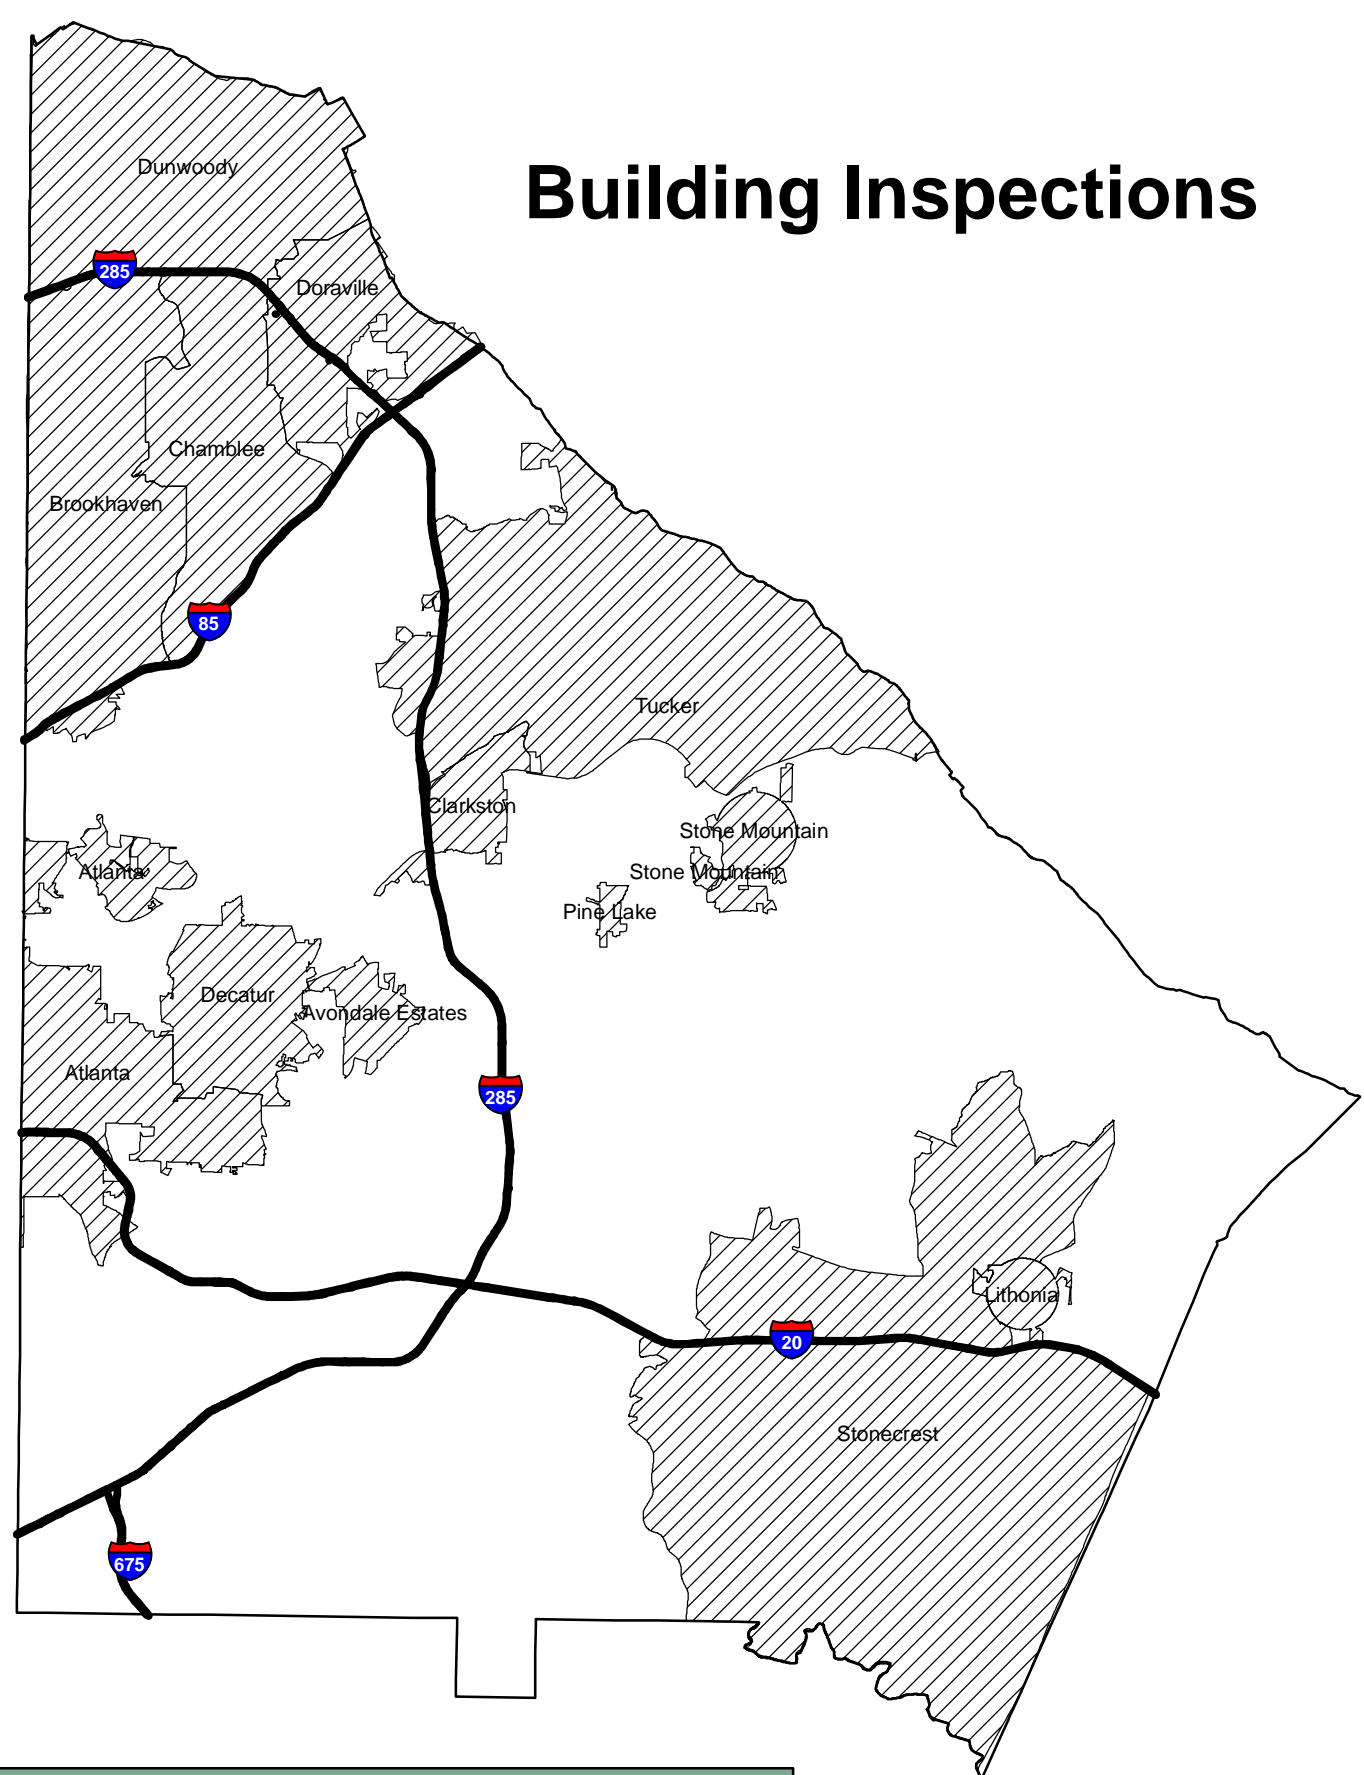 Dunwoody
Building Inspections
285
Doraville
Chamblee
Brookhaven
85
Tucker
Clarkston
Stone Mountain
Atlanta
Stone Mountain
Pine Lake
Decatur
Avondale Estates
Atlanta
285
Lithonia
20
Stonecrest
675